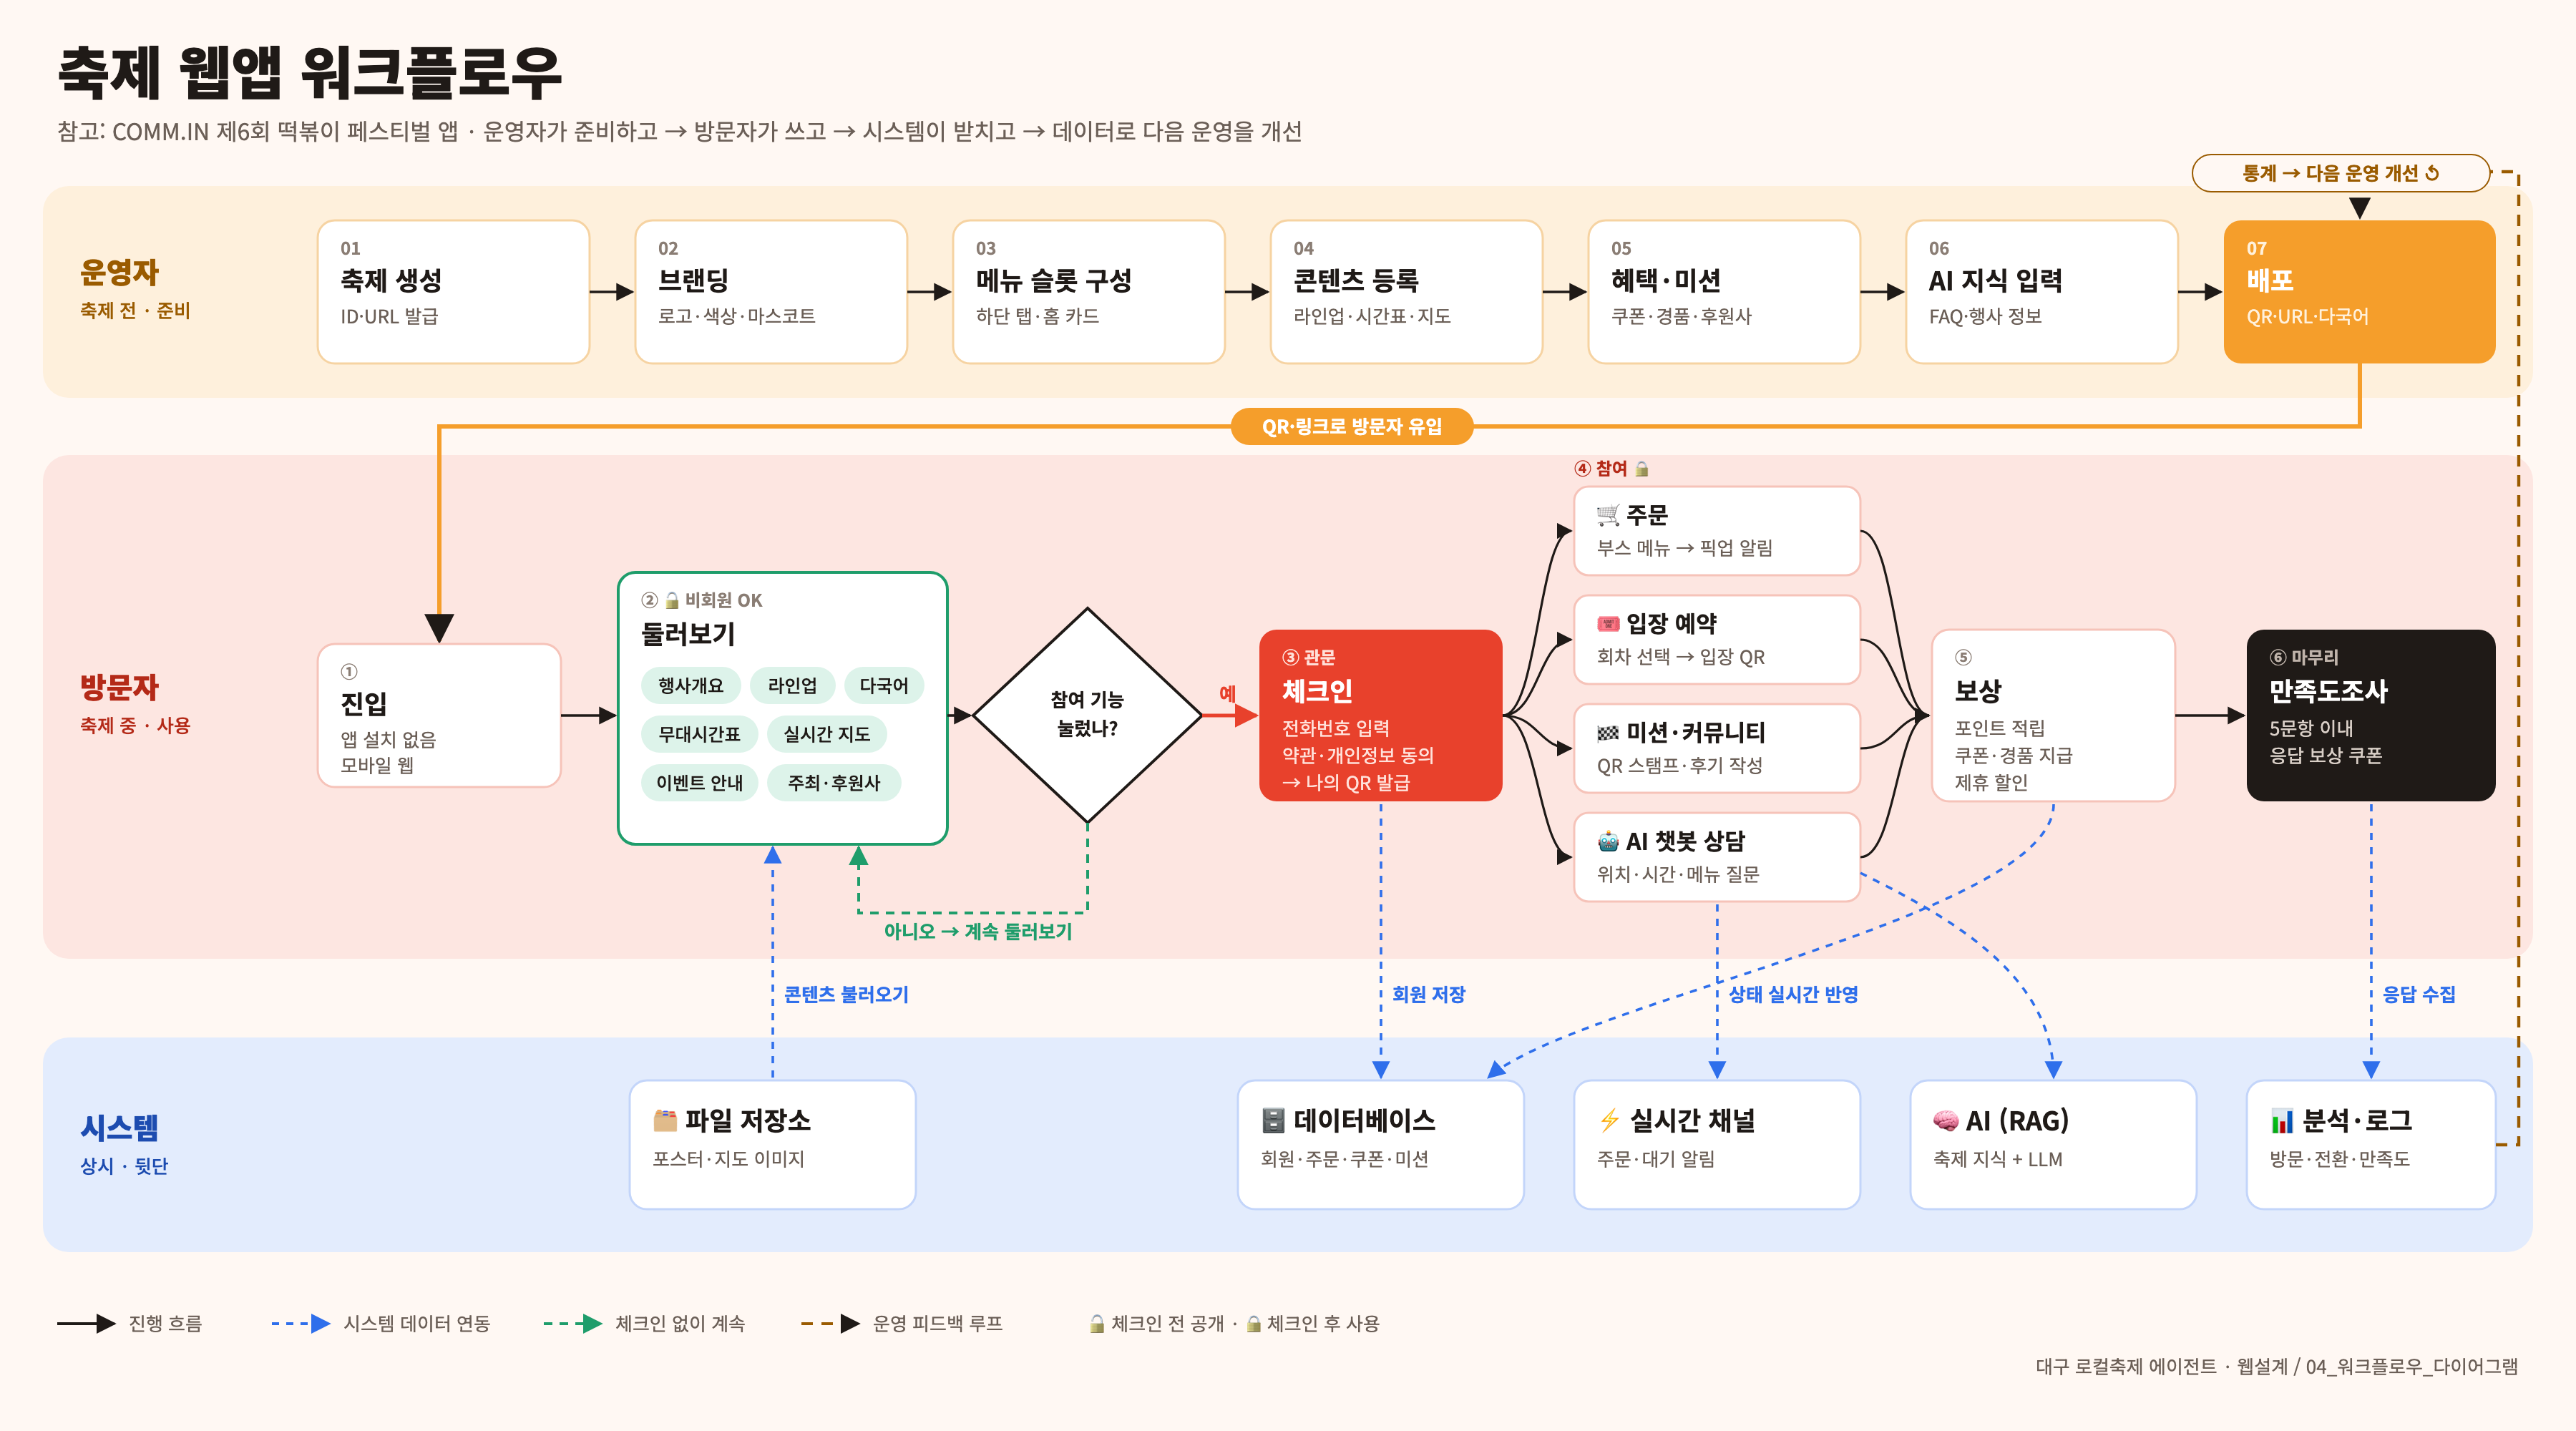 축제 웹앱 워크플로우
참고: COMM.IN 제6회 떡볶이 페스티벌 앱 · 운영자가 준비하고 → 방문자가 쓰고 → 시스템이 받치고 → 데이터로 다음 운영을 개선
통계 → 다음 운영 개선 ↺
운영자
축제 전 · 준비
01
축제 생성
ID·URL 발급
02
브랜딩
로고·색상·마스코트
03
메뉴 슬롯 구성
하단 탭·홈 카드
04
콘텐츠 등록
라인업·시간표·지도
05
혜택·미션
쿠폰·경품·후원사
06
AI 지식 입력
FAQ·행사 정보
07
배포
QR·URL·다국어
QR·링크로 방문자 유입
방문자
축제 중 · 사용
①
진입
앱 설치 없음
모바일 웹
② 🔓 비회원 OK
둘러보기
행사개요
라인업
다국어
무대시간표
실시간 지도
이벤트 안내
주최·후원사
참여 기능
눌렀나?
예
아니오 → 계속 둘러보기
③ 관문
체크인
전화번호 입력
약관·개인정보 동의
→ 나의 QR 발급
④ 참여 🔒
🛒 주문
부스 메뉴 → 픽업 알림
🎟️ 입장 예약
회차 선택 → 입장 QR
🏁 미션·커뮤니티
QR 스탬프·후기 작성
🤖 AI 챗봇 상담
위치·시간·메뉴 질문
⑤
보상
포인트 적립
쿠폰·경품 지급
제휴 할인
⑥ 마무리
만족도조사
5문항 이내
응답 보상 쿠폰
콘텐츠 불러오기
회원 저장
상태 실시간 반영
응답 수집
시스템
상시 · 뒷단
🗂️ 파일 저장소
포스터·지도 이미지
🗄️ 데이터베이스
회원·주문·쿠폰·미션
⚡ 실시간 채널
주문·대기 알림
🧠 AI (RAG)
축제 지식 + LLM
📊 분석·로그
방문·전환·만족도
진행 흐름
시스템 데이터 연동
체크인 없이 계속
운영 피드백 루프
🔓 체크인 전 공개 · 🔒 체크인 후 사용
대구 로컬축제 에이전트 · 웹설계 / 04_워크플로우_다이어그램